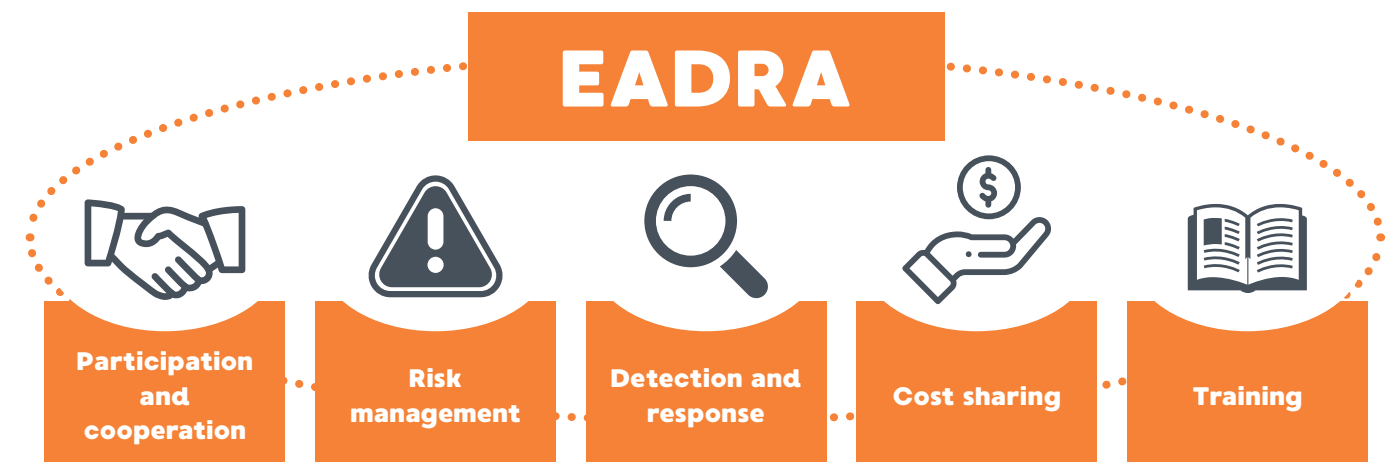 EADRA
$
Participation
and
cooperation
Risk
management
Detection and
response
Cost sharing
Training